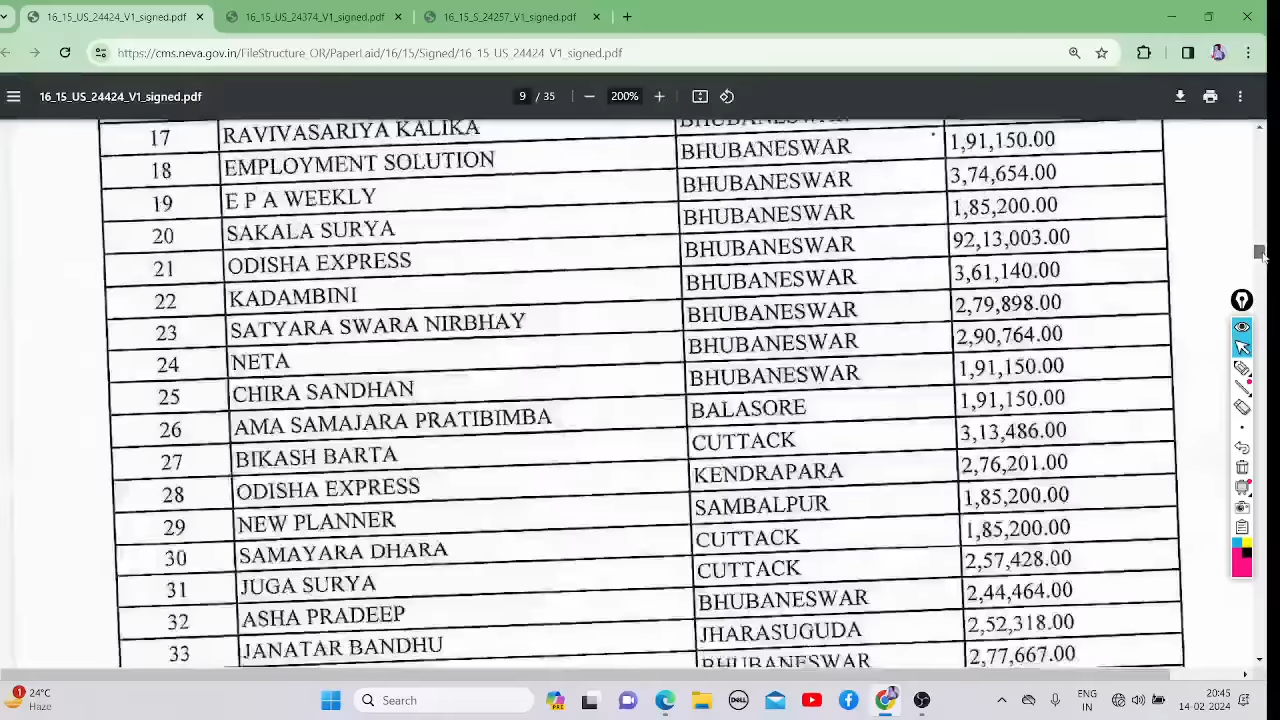 16_15_US_24424_V1_signed.pdf 16_15_US_24374_V1_signed.pdf 16_15_S_24257_V1_signed.pdf
https://cms.neva.gov.in/FileStructure_OR/PaperLaid/16/15/Signed/16_15_US_24424_V1_signed.pdf
16_15_US_24424_V1_signed.pdf 9 / 35 200%
17 RAVIVASARIYA KALIKA BHUBANESWAR
18 EMPLOYMENT SOLUTION BHUBANESWAR 1,91,150.00
19 E P A WEEKLY BHUBANESWAR 3,74,654.00
20 SAKALA SURYA BHUBANESWAR 1,85,200.00
21 ODISHA EXPRESS BHUBANESWAR 92,13,003.00
22 KADAMBINI BHUBANESWAR 3,61,140.00
23 SATYARA SWARA NIRBHAY BHUBANESWAR 2,79,898.00
24 NETA BHUBANESWAR 2,90,764.00
25 CHIRA SANDHAN BHUBANESWAR 1,91,150.00
26 AMA SAMAJARA PRATIBIMBA BALASORE 1,91,150.00
27 BIKASH BARTA CUTTACK 3,13,486.00
28 ODISHA EXPRESS KENDRAPARA 2,76,201.00
29 NEW PLANNER SAMBALPUR 1,85,200.00
30 SAMAYARA DHARA CUTTACK 1,85,200.00
31 JUGA SURYA CUTTACK 2,57,428.00
32 ASHA PRADEEP BHUBANESWAR 2,44,464.00
33 JANATAR BANDHU JHARASUGUDA 2,52,318.00
BHUBANESWAR 2,77,667.00
1 24°C
Haze
Search
DELL
ENG
IN
20:45
14-02-2024